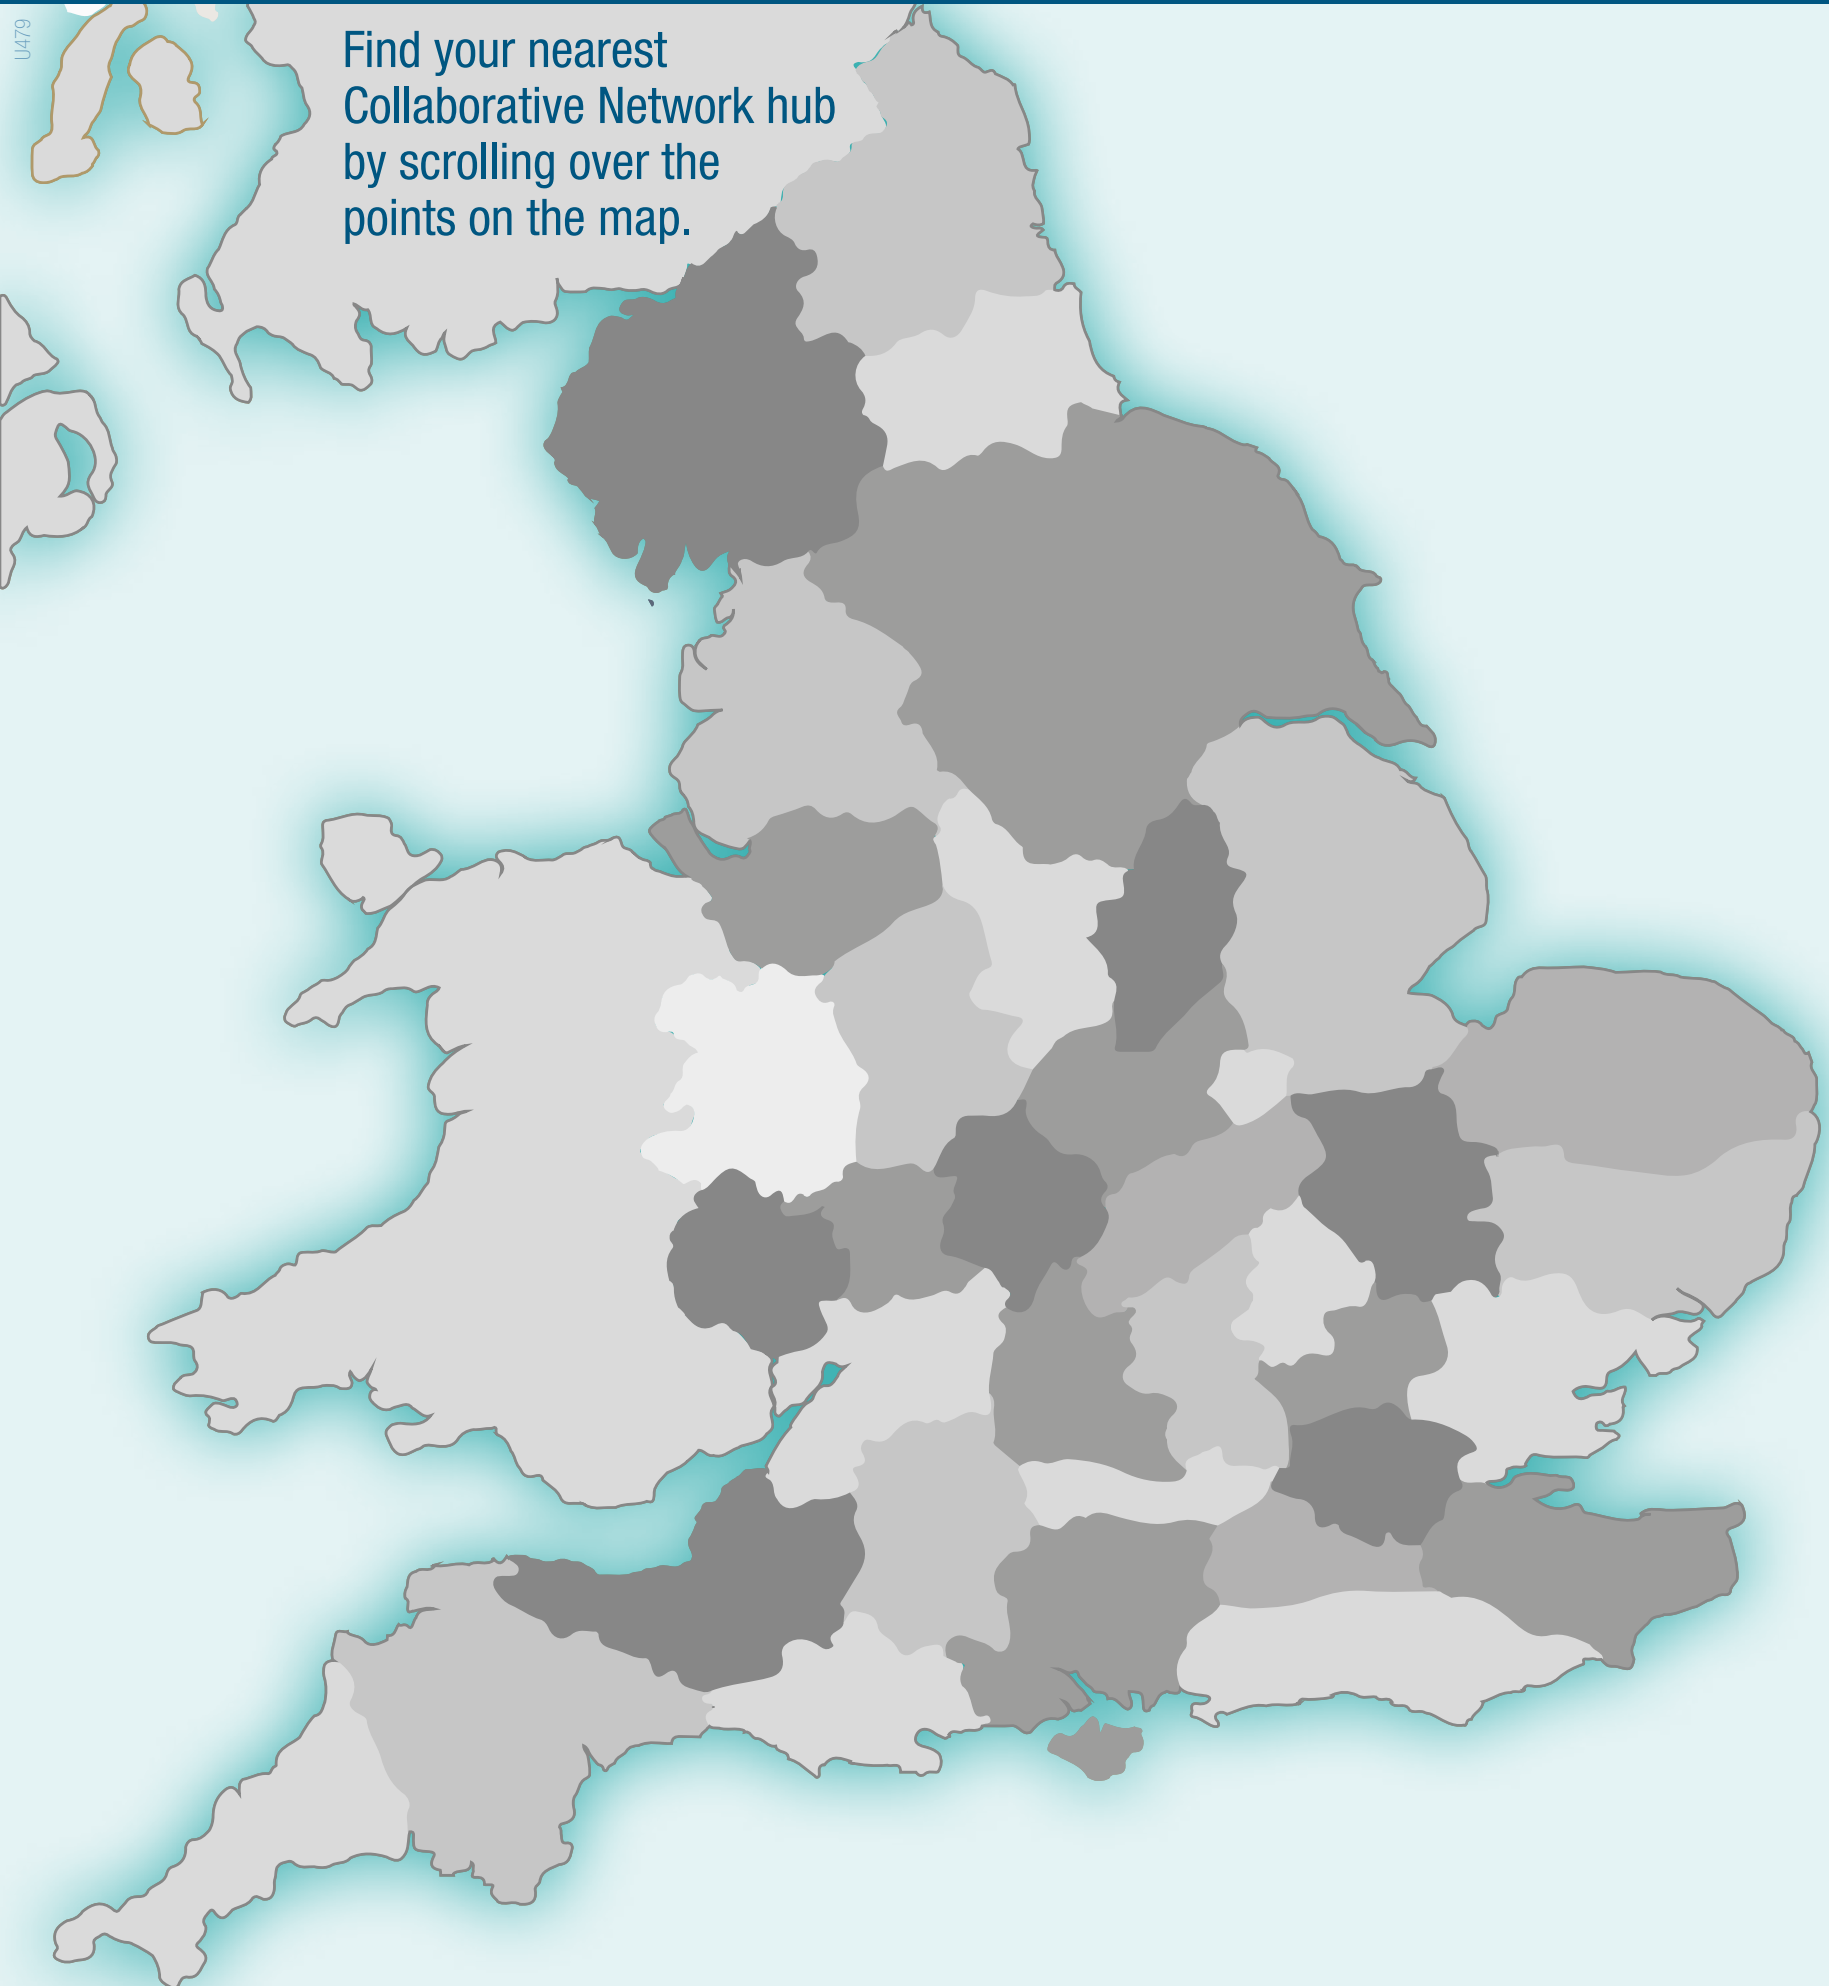 U479
Find your nearest
Collaborative Network hub
by scrolling over the
points on the map.